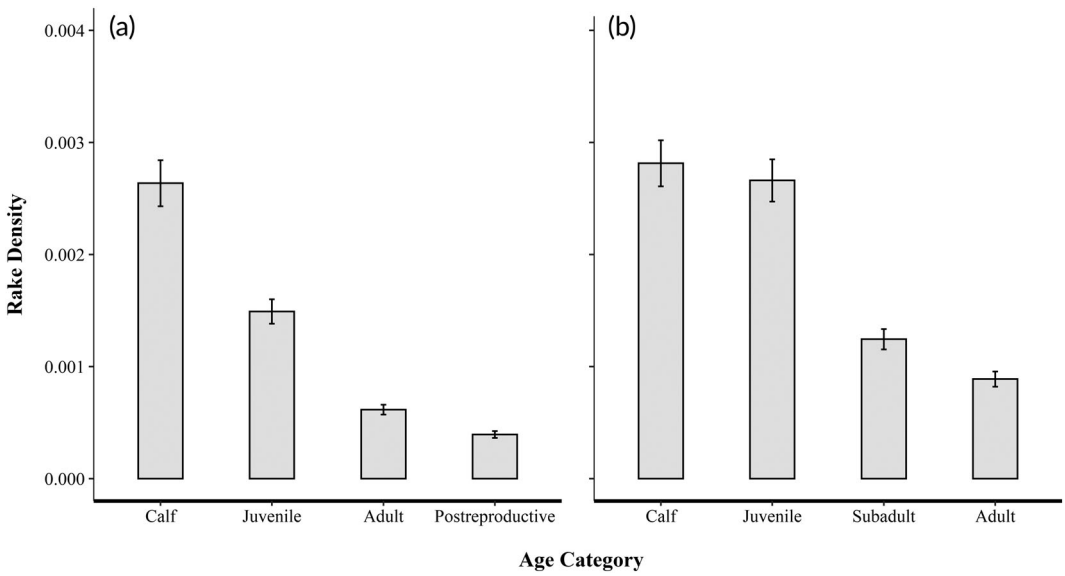 (a)
(b)
0.004
0.003
0.002
0.001
0.000
Rake Density
Calf Juvenile Adult Postreproductive
Calf Juvenile Subadult Adult
Age Category